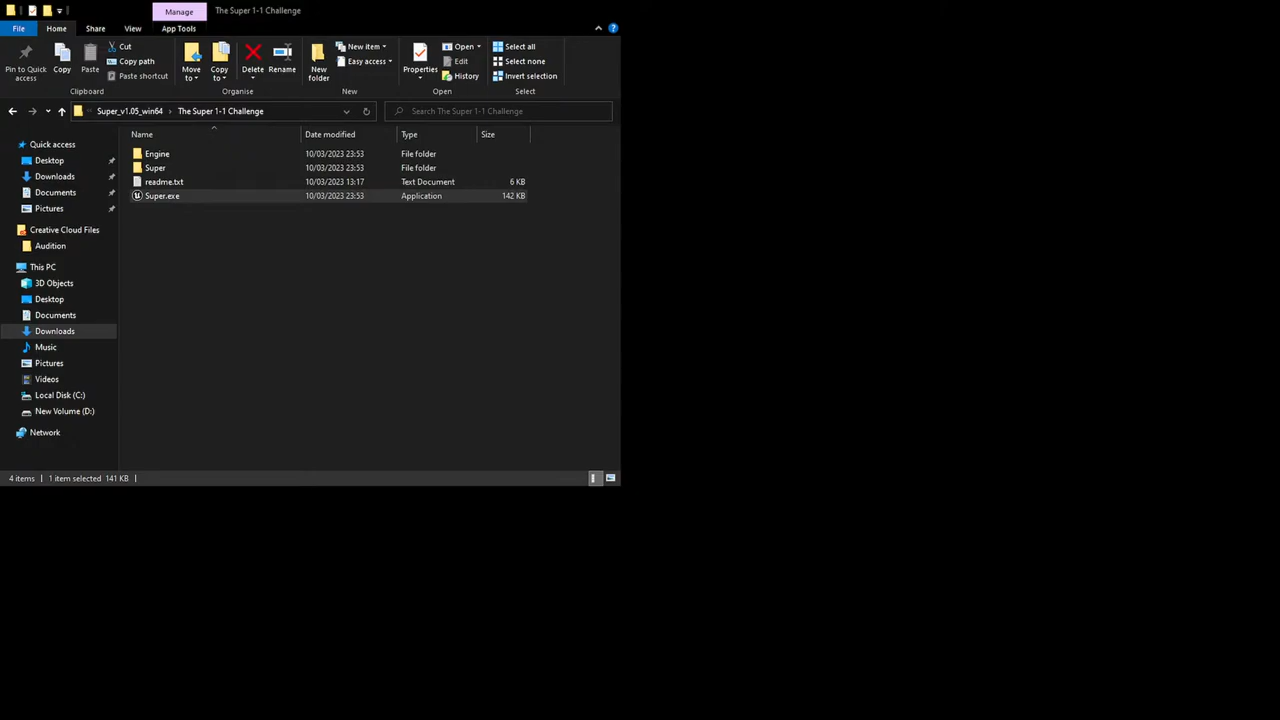 Manage
The Super 1-1 Challenge
File
Home
Share
View
App Tools
Pin to Quick
access
Copy
Paste
Cut
Copy path
Paste shortcut
Clipboard
Move
to
Copy
to
Delete
Rename
Organise
New
folder
New item
Easy access
New
Properties
Open
Edit
History
Open
Select all
Select none
Invert selection
Select
Super_v1.05_win64
The Super 1-1 Challenge
Search The Super 1-1 Challenge
Name Date modified Type Size
Engine 10/03/2023 23:53 File folder
Super 10/03/2023 23:53 File folder
readme.txt 10/03/2023 13:17 Text Document 6 KB
Super.exe 10/03/2023 23:53 Application 142 KB
Quick access
Desktop
Downloads
Documents
Pictures
Creative Cloud Files
Audition
This PC
3D Objects
Desktop
Documents
Downloads
Music
Pictures
Videos
Local Disk (C:)
New Volume (D:)
Network
4 items 1 item selected 141 KB